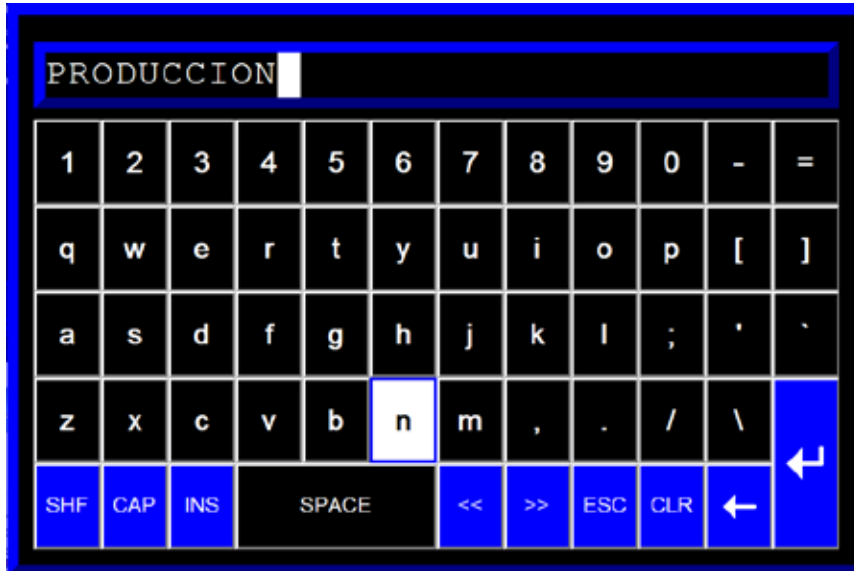 PRODUCCION
1 2 3 4 5 6 7 8 9 0 - =
q w e r t y u i o p [ ]
a s d f g h j k l ; ' `
z x c v b n m , . / \
SHF CAP INS SPACE << >> ESC CLR